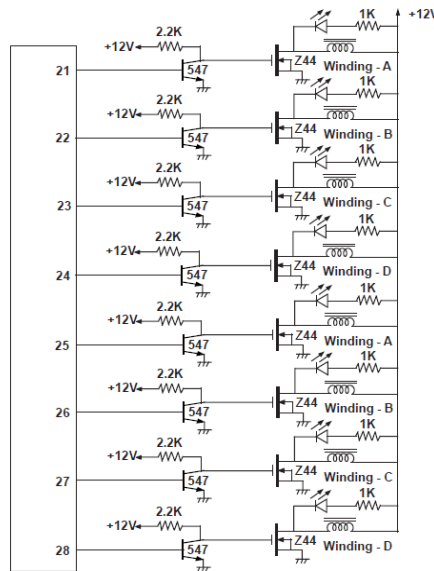 1K
+12V
2.2K
+12V
Z44
21
547
Winding - A
1K
2.2K
+12V
Z44
22
547
Winding - B
1K
2.2K
+12V
Z44
23
547
Winding - C
1K
2.2K
+12V
Z44
24
547
Winding - D
1K
2.2K
+12V
Z44
25
547
Winding - A
1K
2.2K
+12V
Z44
26
547
Winding - B
1K
2.2K
+12V
Z44
27
547
Winding - C
1K
2.2K
+12V
Z44
28
547
Winding - D